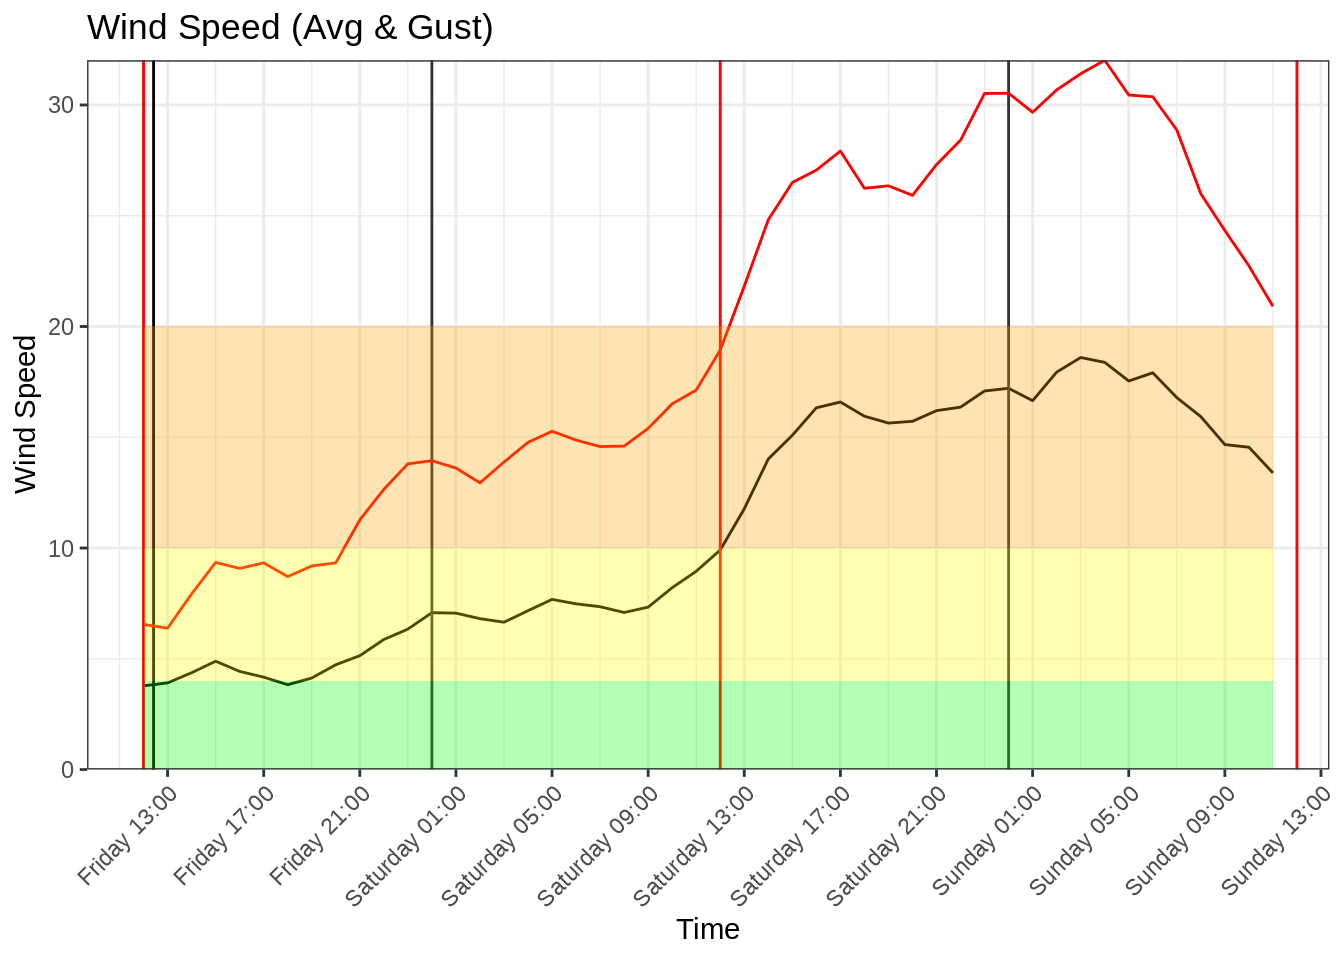 Wind Speed (Avg & Gust)
Wind Speed
30
20
10
0
Friday 13:00
Friday 17:00
Friday 21:00
Saturday 01:00
Saturday 05:00
Saturday 09:00
Saturday 13:00
Saturday 17:00
Saturday 21:00
Sunday 01:00
Sunday 05:00
Sunday 09:00
Sunday 13:00
Time